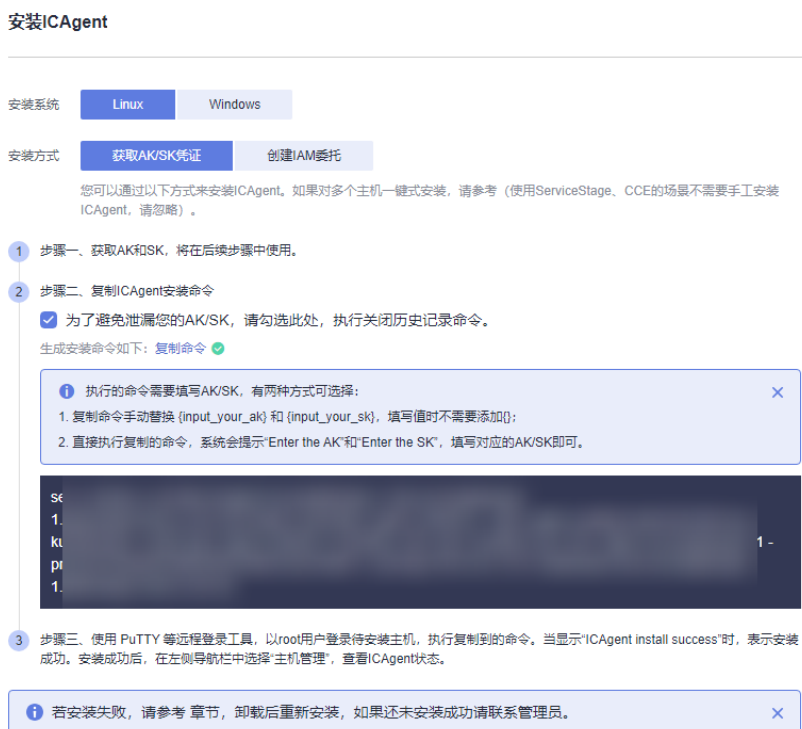 安装ICAgent
安装系统 Linux Windows
安装方式 获取AK/SK凭证 创建IAM委托
您可以通过以下方式来安装ICAgent。如果对多个主机一键式安装，请参考（使用ServiceStage、CCE的场景不需要手工安装
ICAgent，请忽略）。
1 步骤一、获取AK和SK，将在后续步骤中使用。
2 步骤二、复制ICAgent安装命令
为了避免泄漏您的AK/SK，请勾选此处，执行关闭历史记录命令。
生成安装命令如下：复制命令
执行的命令需要填写AK/SK，有两种方式可选择：
1. 复制命令手动替换 {input_your_ak} 和 {input_your_sk}，填写值时不需要添加{};
2. 直接执行复制的命令，系统会提示“Enter the AK”和“Enter the SK”，填写对应的AK/SK即可。
se
1.
ku 1 -
pr
1.
3 步骤三、使用 PuTTY 等远程登录工具，以root用户登录待安装主机，执行复制到的命令。当显示“ICAgent install success”时，表示安装
成功。安装成功后，在左侧导航栏中选择“主机管理”，查看ICAgent状态。
若安装失败，请参考 章节，卸载后重新安装，如果还未安装成功请联系管理员。